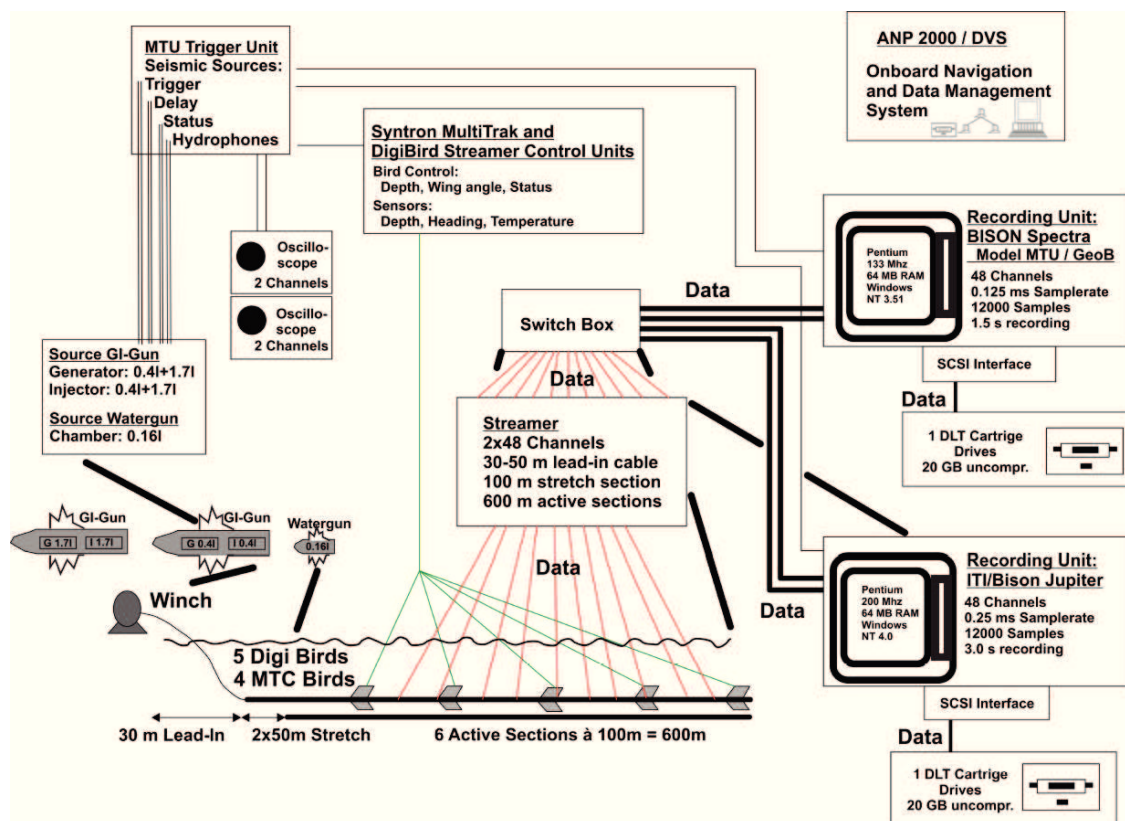 MTU Trigger Unit
Seismic Sources:
Trigger
Delay
Status
Hydrophones
Syntron MultiTrak and
DigiBird Streamer Control Units
Bird Control:
Depth, Wing angle, Status
Sensors:
Depth, Heading, Temperature
ANP 2000 / DVS
Onboard Navigation
and Data Management
System
Oscillo-
scope
2 Channels
Oscillo-
scope
2 Channels
Recording Unit:
BISON Spectra
Model MTU / GeoB
48 Channels
0.125 ms Samplerate
12000 Samples
1.5 s recording
Pentium
133 Mhz
64 MB RAM
Windows
NT 3.51
Data
Switch Box
SCSI Interface
Data
1 DLT Cartrige
Drives
20 GB uncompr.
Source GI-Gun
Generator: 0.4l+1.7l
Injector: 0.4l+1.7l
Source Watergun
Chamber: 0.16l
Data
Streamer
2x48 Channels
30-50 m lead-in cable
100 m stretch section
600 m active sections
GI-Gun
G 1.7l
I 1.7l
GI-Gun
G 0.4l
I 0.4l
Watergun
0.16l
Data
Data
Recording Unit:
ITI/Bison Jupiter
48 Channels
0.25 ms Samplerate
12000 Samples
3.0 s recording
Pentium
200 Mhz
64 MB RAM
Windows
NT 4.0
Winch
5 Digi Birds
4 MTC Birds
30 m Lead-In
2x50m Stretch
6 Active Sections à 100m = 600m
SCSI Interface
Data
1 DLT Cartrige
Drives
20 GB uncompr.